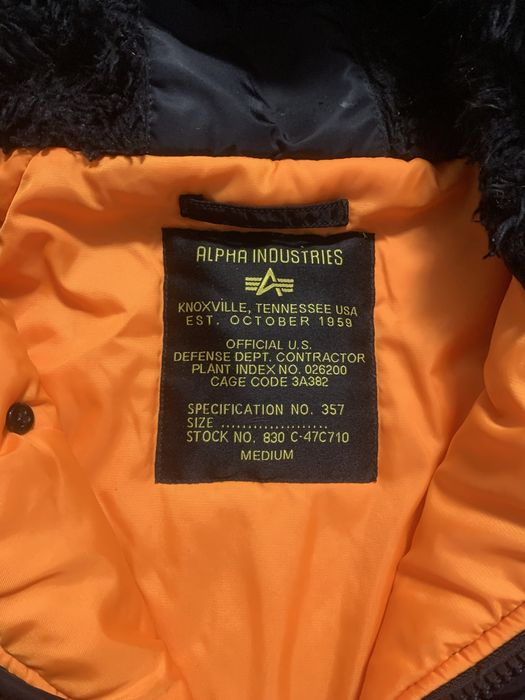 ALPHA INDUSTRIES
KNOXVILLE, TENNESSEE USA
EST. OCTOBER 1959
OFFICIAL U.S.
DEFENSE DEPT. CONTRACTOR
PLANT INDEX NO. 026200
CAGE CODE 3A382
SPECIFICATION NO. 357
SIZE ....................
STOCK NO. 830 C-47C710
MEDIUM